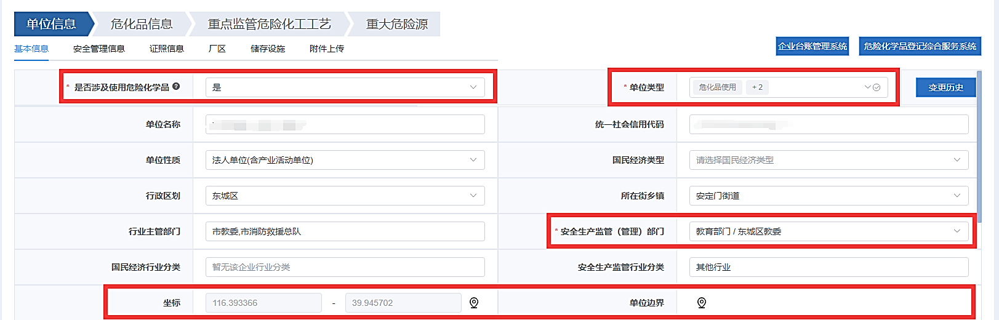 单位信息 危化品信息 重点监管危险化工工艺 重大危险源
基本信息 安全管理信息 证照信息 厂区 储存设施 附件上传 企业台账管理系统 危险化学品登记综合服务系统
* 是否涉及使用危险化学品 ? 是 * 单位类型 危化品使用 + 2 变更历史
单位名称 统一社会信用代码
单位性质 法人单位(含产业活动单位) 国民经济类型 请选择国民经济类型
行政区划 东城区 所在街乡镇 安定门街道
行业主管部门 市教委,市消防救援总队 * 安全生产监管（管理）部门 教育部门 / 东城区教委
国民经济行业分类 暂无该企业行业分类 安全生产监管行业分类 其他行业
坐标 116.393366 - 39.945702 单位边界